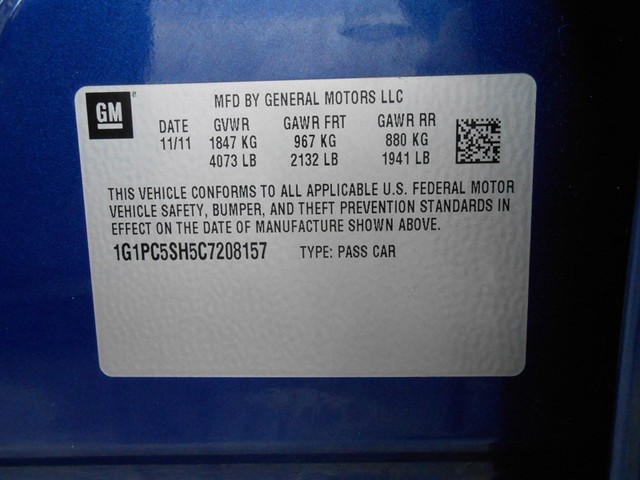 GM
MFD BY GENERAL MOTORS LLC
DATE GVWR GAWR FRT GAWR RR
11/11 1847 KG 967 KG 880 KG
4073 LB 2132 LB 1941 LB
THIS VEHICLE CONFORMS TO ALL APPLICABLE U.S. FEDERAL MOTOR
VEHICLE SAFETY, BUMPER, AND THEFT PREVENTION STANDARDS IN
EFFECT ON THE DATE OF MANUFACTURE SHOWN ABOVE.
1G1PC5SH5C7208157 TYPE: PASS CAR